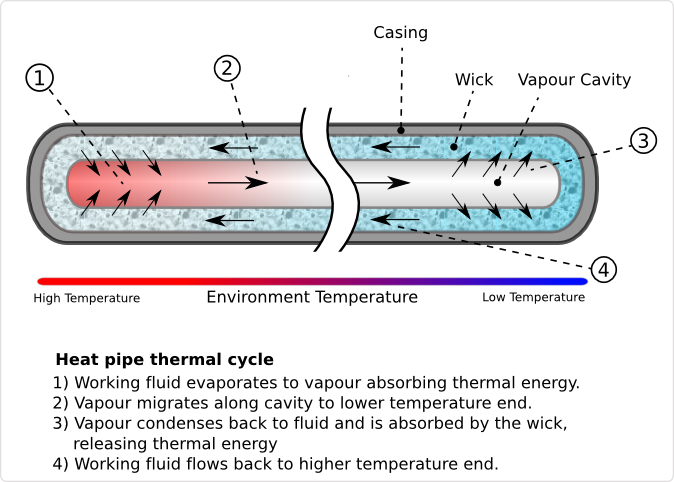 Casing
1
2
Wick
Vapour Cavity
3
4
High Temperature
Environment Temperature
Low Temperature
Heat pipe thermal cycle
1) Working fluid evaporates to vapour absorbing thermal energy.
2) Vapour migrates along cavity to lower temperature end.
3) Vapour condenses back to fluid and is absorbed by the wick,
releasing thermal energy
4) Working fluid flows back to higher temperature end.